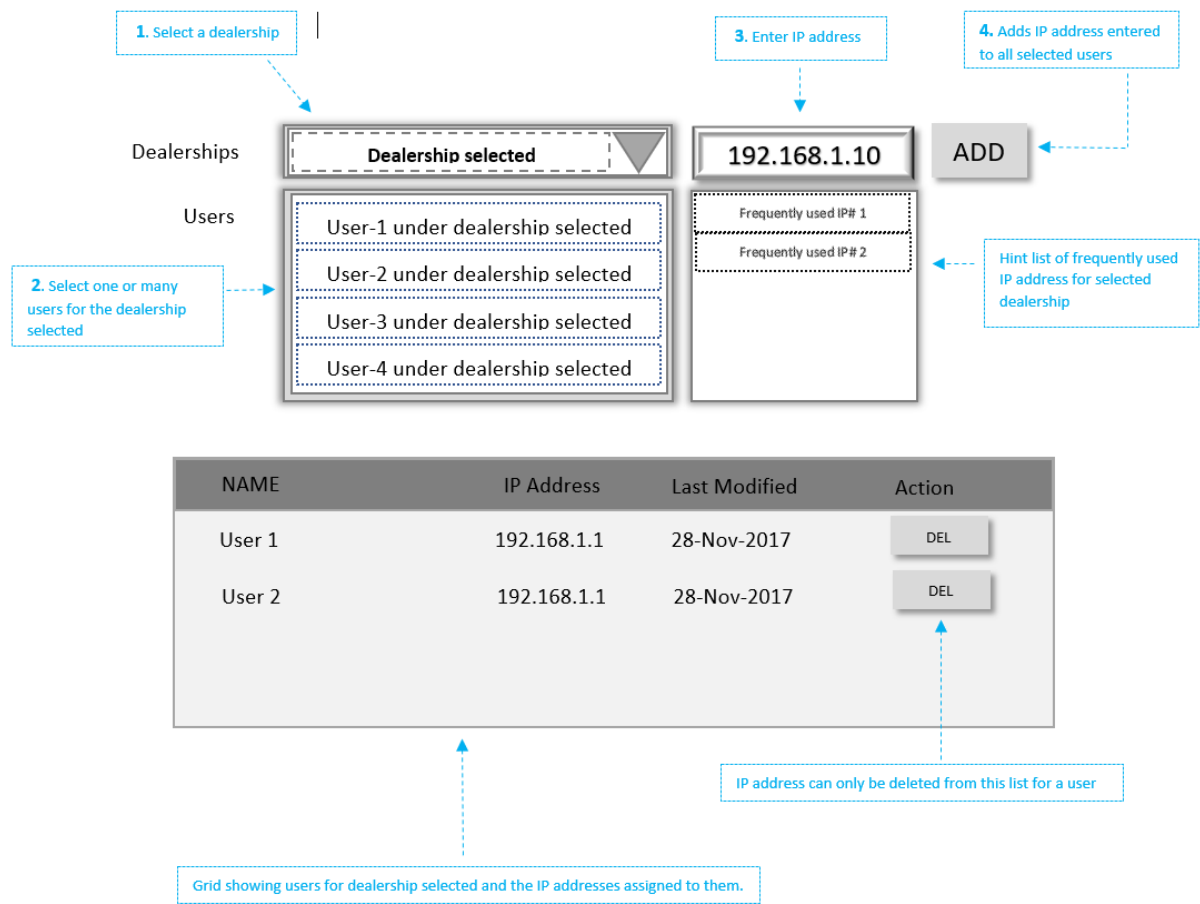 1. Select a dealership
3. Enter IP address
4. Adds IP address entered
to all selected users
Dealerships
Dealership selected
192.168.1.10
ADD
Users
User-1 under dealership selected
User-2 under dealership selected
User-3 under dealership selected
User-4 under dealership selected
Frequently used IP# 1
Frequently used IP# 2
Hint list of frequently used
IP address for selected
dealership
2. Select one or many
users for the dealership
selected
NAME IP Address Last Modified Action
User 1 192.168.1.1 28-Nov-2017 DEL
User 2 192.168.1.1 28-Nov-2017 DEL
IP address can only be deleted from this list for a user
Grid showing users for dealership selected and the IP addresses assigned to them.